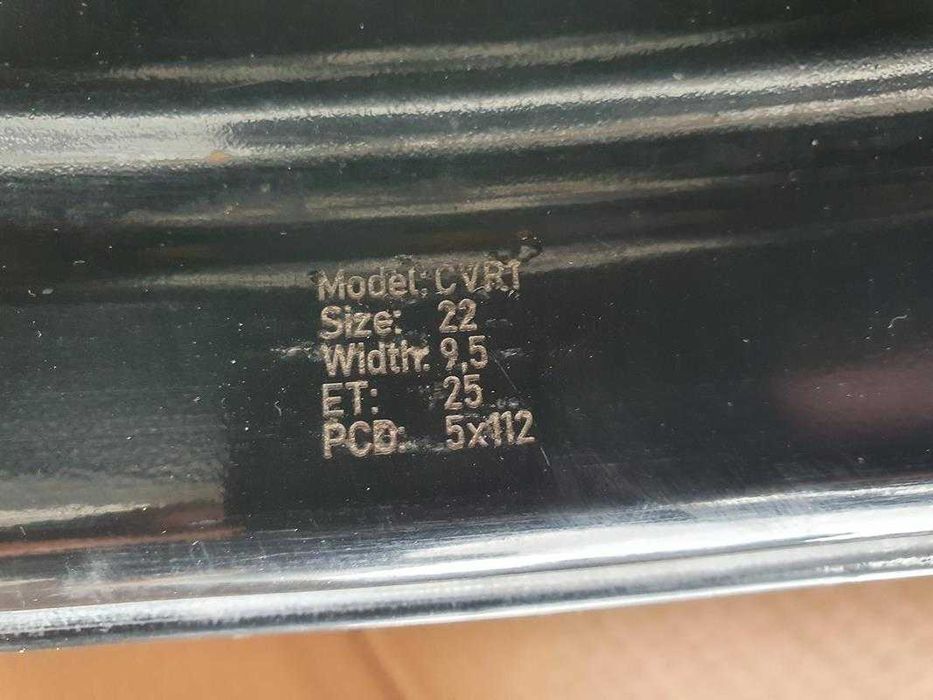 Model: CVR1
Size: 22
Width: 9,5
ET: 25
PCD: 5x112